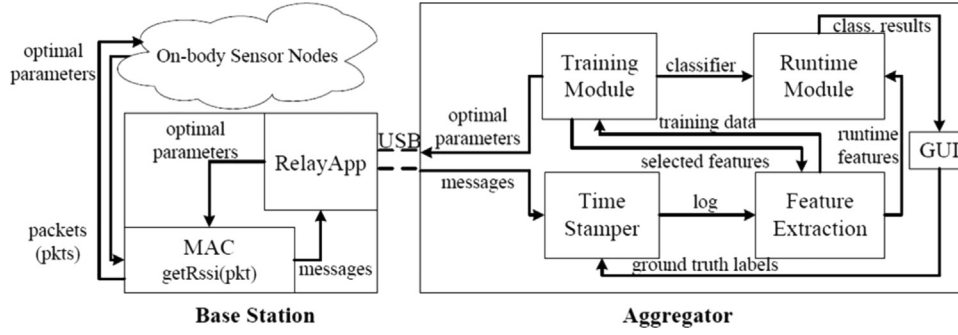 optimal
parameters
On-body Sensor Nodes
packets
(pkts)
optimal
parameters
RelayApp
MAC
getRssi(pkt)
messages
Base Station
USB
optimal
parameters
messages
Training
Module
classifier
Runtime
Module
class. results
training data
selected features
runtime
features
GUI
Time
Stamper
log
Feature
Extraction
ground truth labels
Aggregator